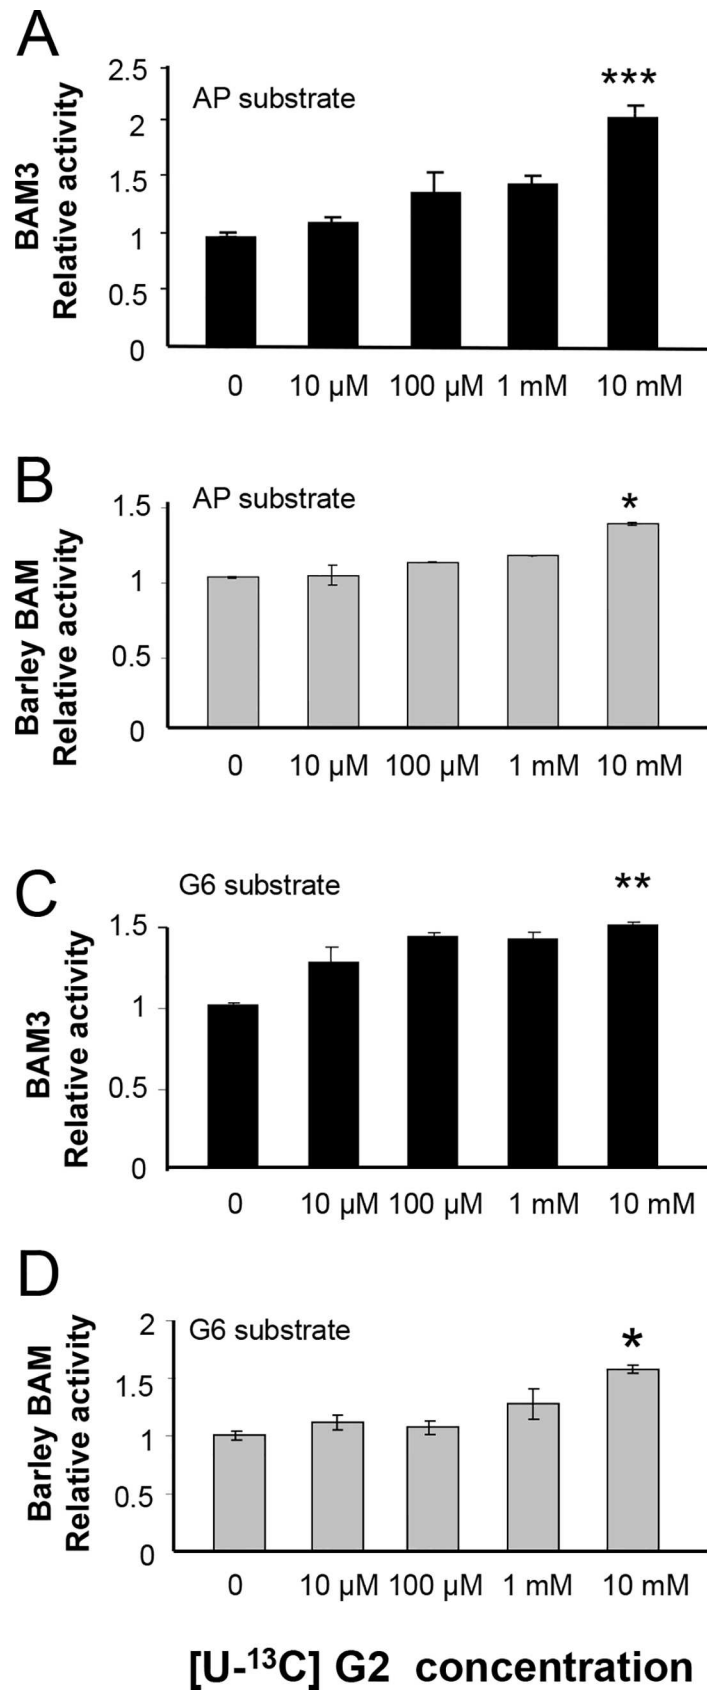 A
BAM3
Relative activity
2.5
2
1.5
1
0.5
0
AP substrate
***
0 10 µM 100 µM 1 mM 10 mM
B
Barley BAM
Relative activity
1.5
1
0.5
0
AP substrate
*
0 10 µM 100 µM 1 mM 10 mM
C
BAM3
Relative activity
G6 substrate
**
1.5
1
0.5
0
0 10 µM 100 µM 1 mM 10 mM
D
Barley BAM
Relative activity
2
1.5
1
0.5
0
G6 substrate
*
0 10 µM 100 µM 1 mM 10 mM
[U-¹³C] G2 concentration